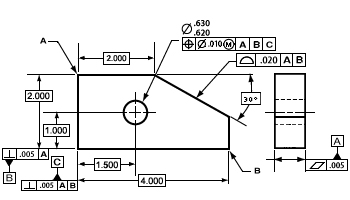 ⌀ .630
.620
⌖ ⌀ .010 Ⓜ A B C
A
2.000
⌓ .020 A B
2.000
30°
1.000
A
⟂ .005 A
C
1.500
B
⏥ .005
B
⟂ .005 A B
4.000